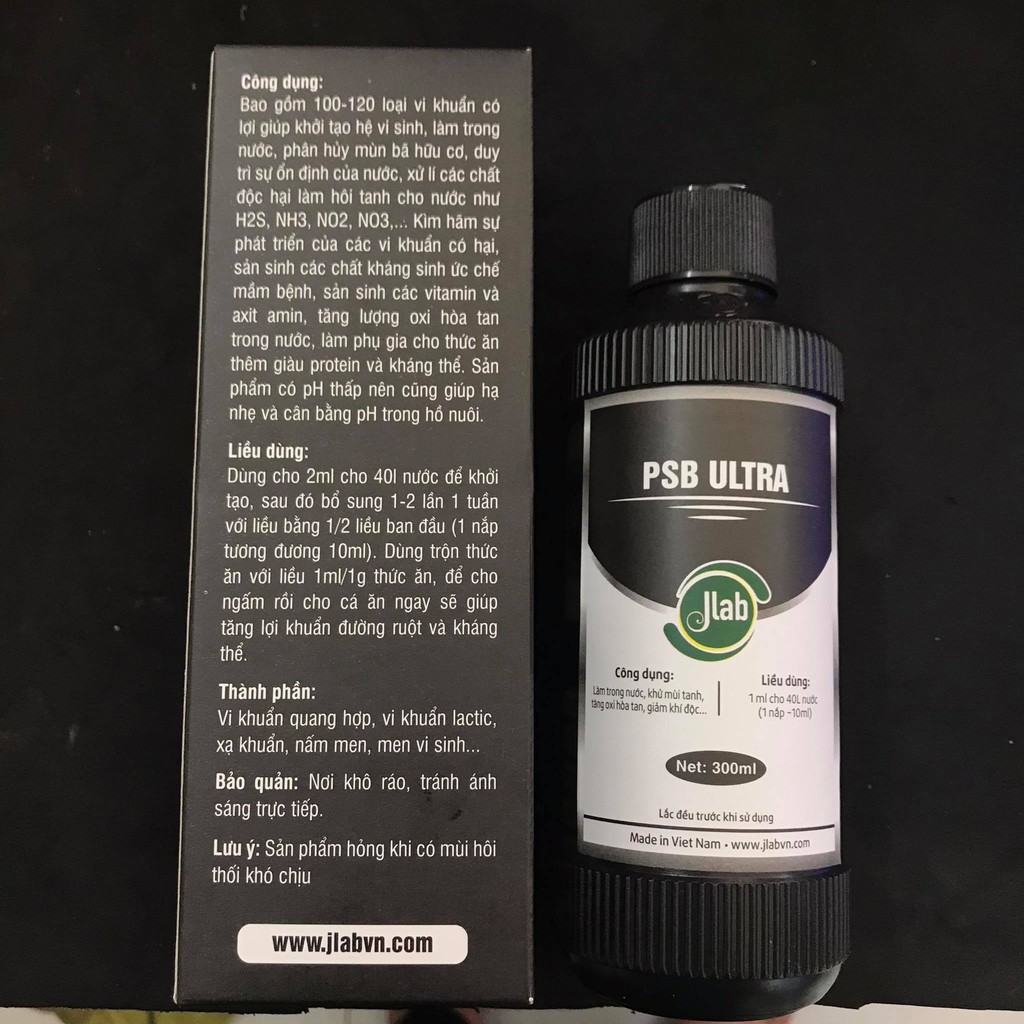 Công dụng:
Bao gồm 100-120 loại vi khuẩn có
lợi giúp khởi tạo hệ vi sinh, làm trong
nước, phân hủy mùn bã hữu cơ, duy
trì sự ổn định của nước, xử lí các chất
độc hại làm hôi tanh cho nước như
H2S, NH3, NO2, NO3,... Kìm hãm sự
phát triển của các vi khuẩn có hại,
sản sinh các chất kháng sinh ức chế
mầm bệnh, sản sinh các vitamin và
axit amin, tăng lượng oxi hòa tan
trong nước, làm phụ gia cho thức ăn
thêm giàu protein và kháng thể. Sản
phẩm có pH thấp nên cũng giúp hạ
nhẹ và cân bằng pH trong hồ nuôi.
Liều dùng:
Dùng cho 2ml cho 40l nước để khởi
tạo, sau đó bổ sung 1-2 lần 1 tuần
với liều bằng 1/2 liều ban đầu (1 nắp
tương đương 10ml). Dùng trộn thức
ăn với liều 1ml/1g thức ăn, để cho
ngấm rồi cho cá ăn ngay sẽ giúp
tăng lợi khuẩn đường ruột và kháng
thể.
Thành phần:
Vi khuẩn quang hợp, vi khuẩn lactic,
xạ khuẩn, nấm men, men vi sinh...
Bảo quản: Nơi khô ráo, tránh ánh
sáng trực tiếp.
Lưu ý: Sản phẩm hỏng khi có mùi hôi
thối khó chịu
www.jlabvn.com
PSB ULTRA
Jlab
Công dụng:
Làm trong nước, khử mùi tanh,
tăng oxi hòa tan, giảm khí độc...
Liều dùng:
1 ml cho 40L nước
(1 nắp ~10ml)
Net: 300ml
Lắc đều trước khi sử dụng
Made in Viet Nam • www.jlabvn.com